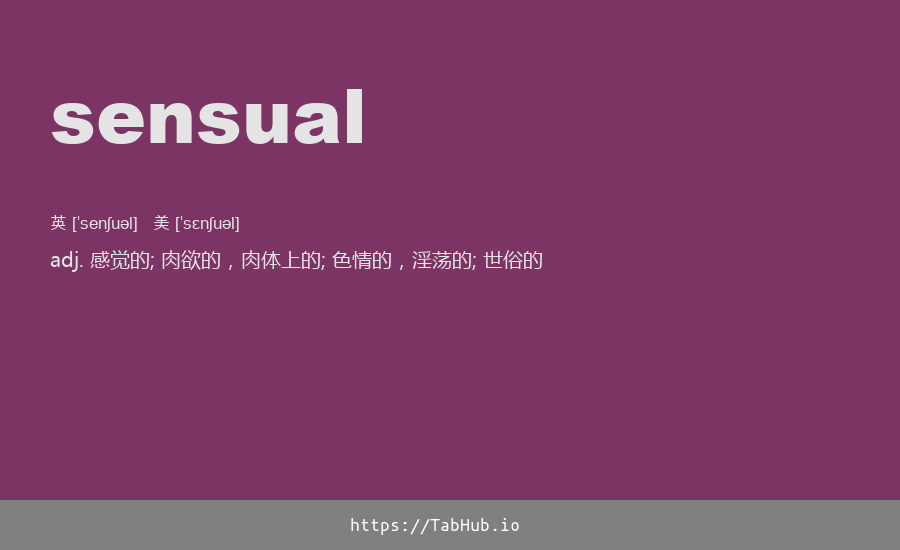 sensual
英 [ˈsenʃuəl] 美 [ˈsɛnʃuəl]
adj. 感觉的; 肉欲的，肉体上的; 色情的，淫荡的; 世俗的
https://TabHub.io